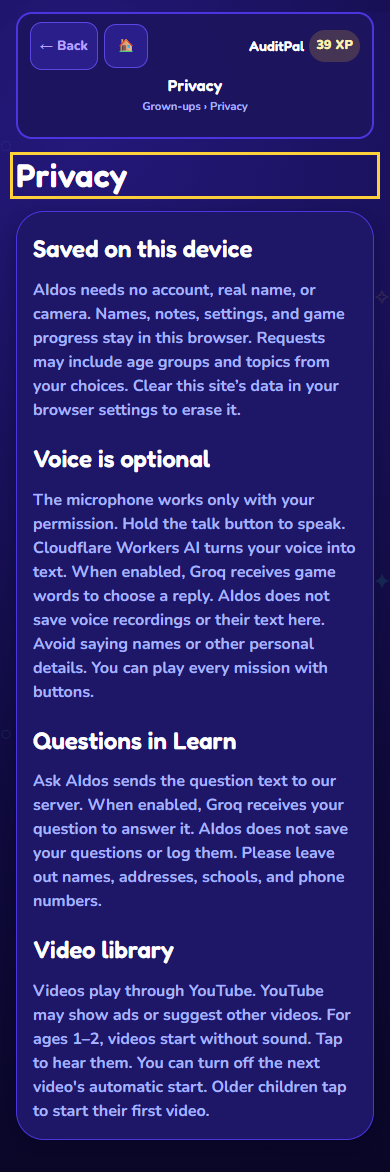 ← Back
AuditPal
39 XP
Privacy
Grown-ups › Privacy
Privacy
Saved on this device
AIdos needs no account, real name, or
camera. Names, notes, settings, and game
progress stay in this browser. Requests
may include age groups and topics from
your choices. Clear this site’s data in your
browser settings to erase it.
Voice is optional
The microphone works only with your
permission. Hold the talk button to speak.
Cloudflare Workers AI turns your voice into
text. When enabled, Groq receives game
words to choose a reply. AIdos does not
save voice recordings or their text here.
Avoid saying names or other personal
details. You can play every mission with
buttons.
Questions in Learn
Ask AIdos sends the question text to our
server. When enabled, Groq receives your
question to answer it. AIdos does not save
your questions or log them. Please leave
out names, addresses, schools, and phone
numbers.
Video library
Videos play through YouTube. YouTube
may show ads or suggest other videos. For
ages 1–2, videos start without sound. Tap
to hear them. You can turn off the next
video's automatic start. Older children tap
to start their first video.